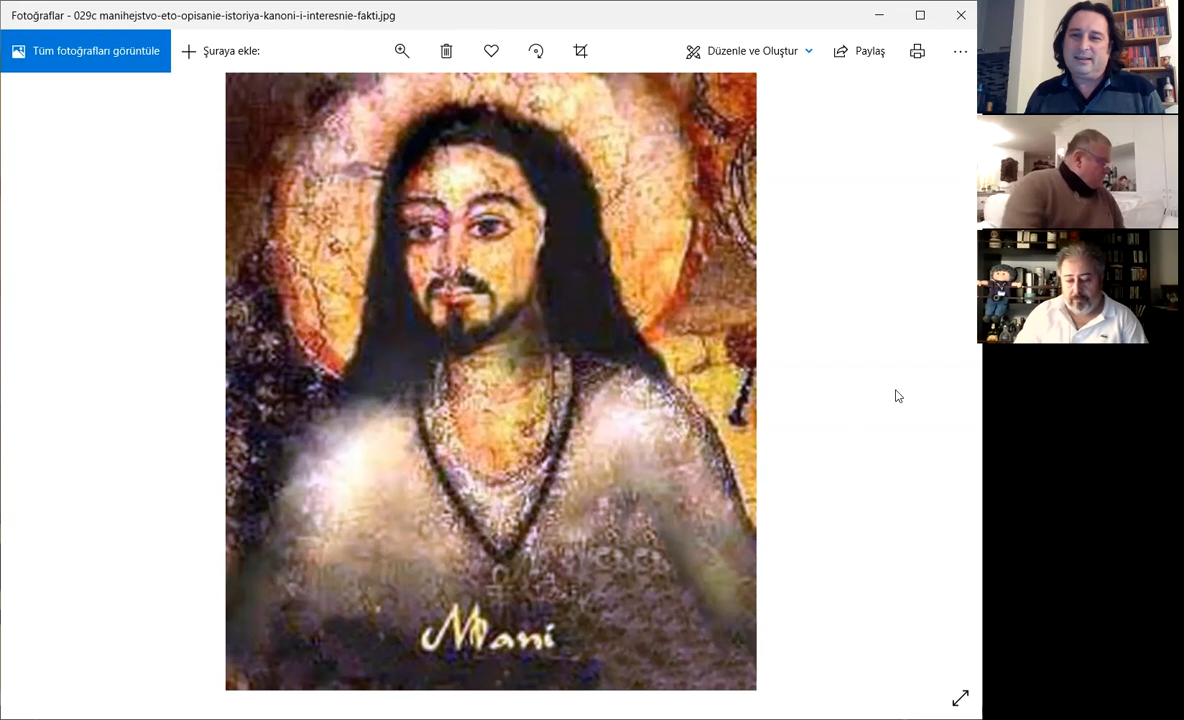 Fotoğraflar - 029c manihejstvo-eto-opisanie-istoriya-kanoni-i-interesnie-fakti.jpg
Tüm fotoğrafları görüntüle
Şuraya ekle:
Düzenle ve Oluştur
Paylaş
Mani